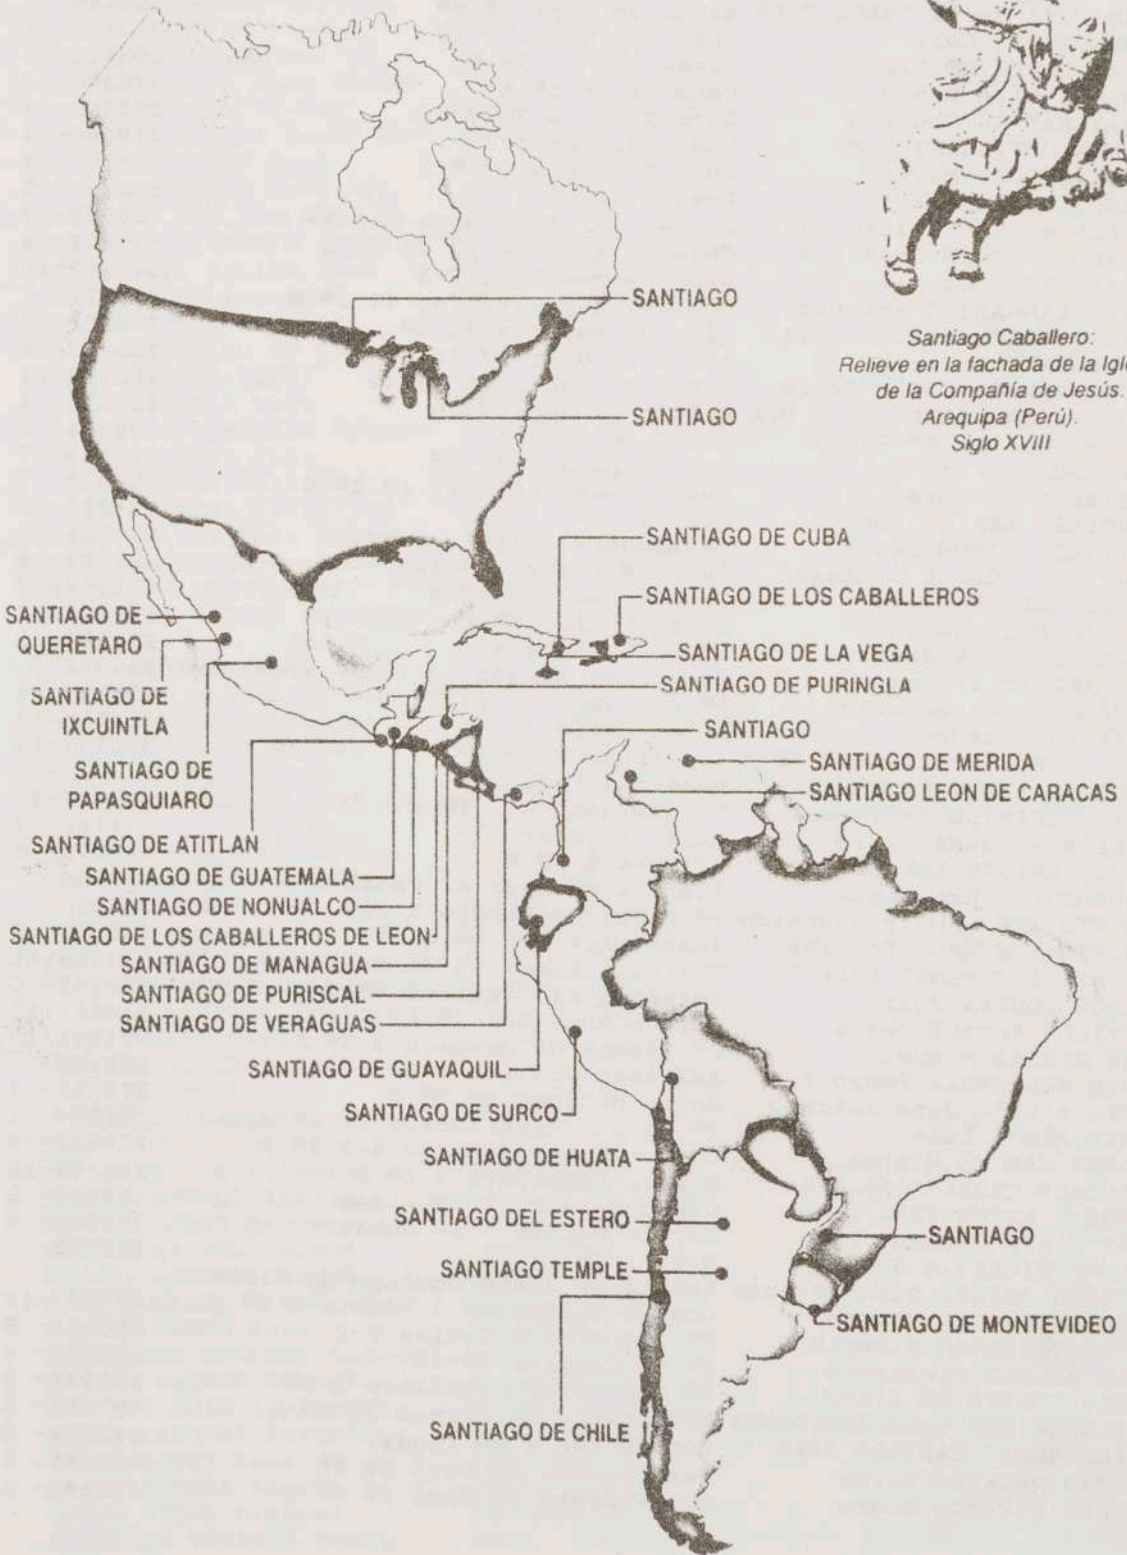 SANTIAGO
Santiago Caballero:
Relieve en la fachada de la
de la Compañía de Jesús.
Arequipa (Perú).
Siglo XVIII
SANTIAGO
SANTIAGO DE CUBA
SANTIAGO DE LOS CABALLEROS
SANTIAGO DE
QUERETARO
SANTIAGO DE LA VEGA
SANTIAGO DE PURINGLA
SANTIAGO DE
IXCUINTLA
SANTIAGO
SANTIAGO DE MERIDA
SANTIAGO DE
PAPASQUIARO
SANTIAGO LEON DE CARACAS
SANTIAGO DE ATITLAN
SANTIAGO DE GUATEMALA
SANTIAGO DE NONUALCO
SANTIAGO DE LOS CABALLEROS DE LEON
SANTIAGO DE MANAGUA
SANTIAGO DE PURISCAL
SANTIAGO DE VERAGUAS
SANTIAGO DE GUAYAQUIL
SANTIAGO DE SURCO
SANTIAGO DE HUATA
SANTIAGO DEL ESTERO
SANTIAGO
SANTIAGO TEMPLE
SANTIAGO DE MONTEVIDEO
SANTIAGO DE CHILE